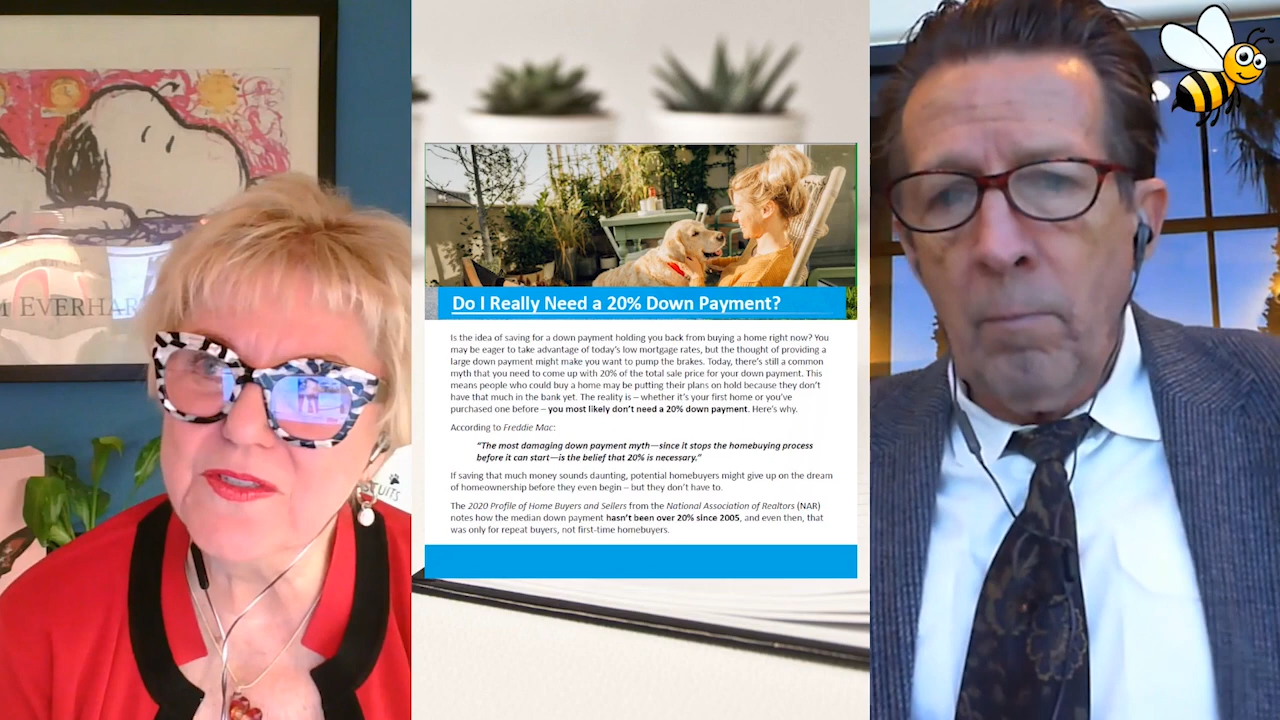 M EVERHAR
Do I Really Need a 20% Down Payment?
Is the idea of saving for a down payment holding you back from buying a home right now? You
may be eager to take advantage of today's low mortgage rates, but the thought of providing a
large down payment might make you want to pump the brakes. Today, there's still a common
myth that you need to come up with 20% of the total sale price for your down payment. This
means people who could buy a home may be putting their plans on hold because they don't
have that much in the bank yet. The reality is – whether it's your first home or you've
purchased one before – you most likely don't need a 20% down payment. Here's why.
According to Freddie Mac:
"The most damaging down payment myth—since it stops the homebuying process
before it can start—is the belief that 20% is necessary."
If saving that much money sounds daunting, potential homebuyers might give up on the dream
of homeownership before they even begin – but they don't have to.
The 2020 Profile of Home Buyers and Sellers from the National Association of Realtors (NAR)
notes how the median down payment hasn't been over 20% since 2005, and even then, that
was only for repeat buyers, not first-time homebuyers.